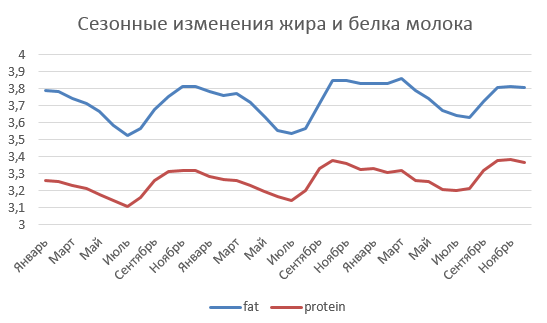 Сезонные изменения жира и белка молока
4
3,9
3,8
3,7
3,6
3,5
3,4
3,3
3,2
3,1
3
Январь
Март
Май
Июль
Сентябрь
Ноябрь
Январь
Март
Май
Июль
Сентябрь
Ноябрь
Январь
Март
Май
Июль
Сентябрь
Ноябрь
fat protein